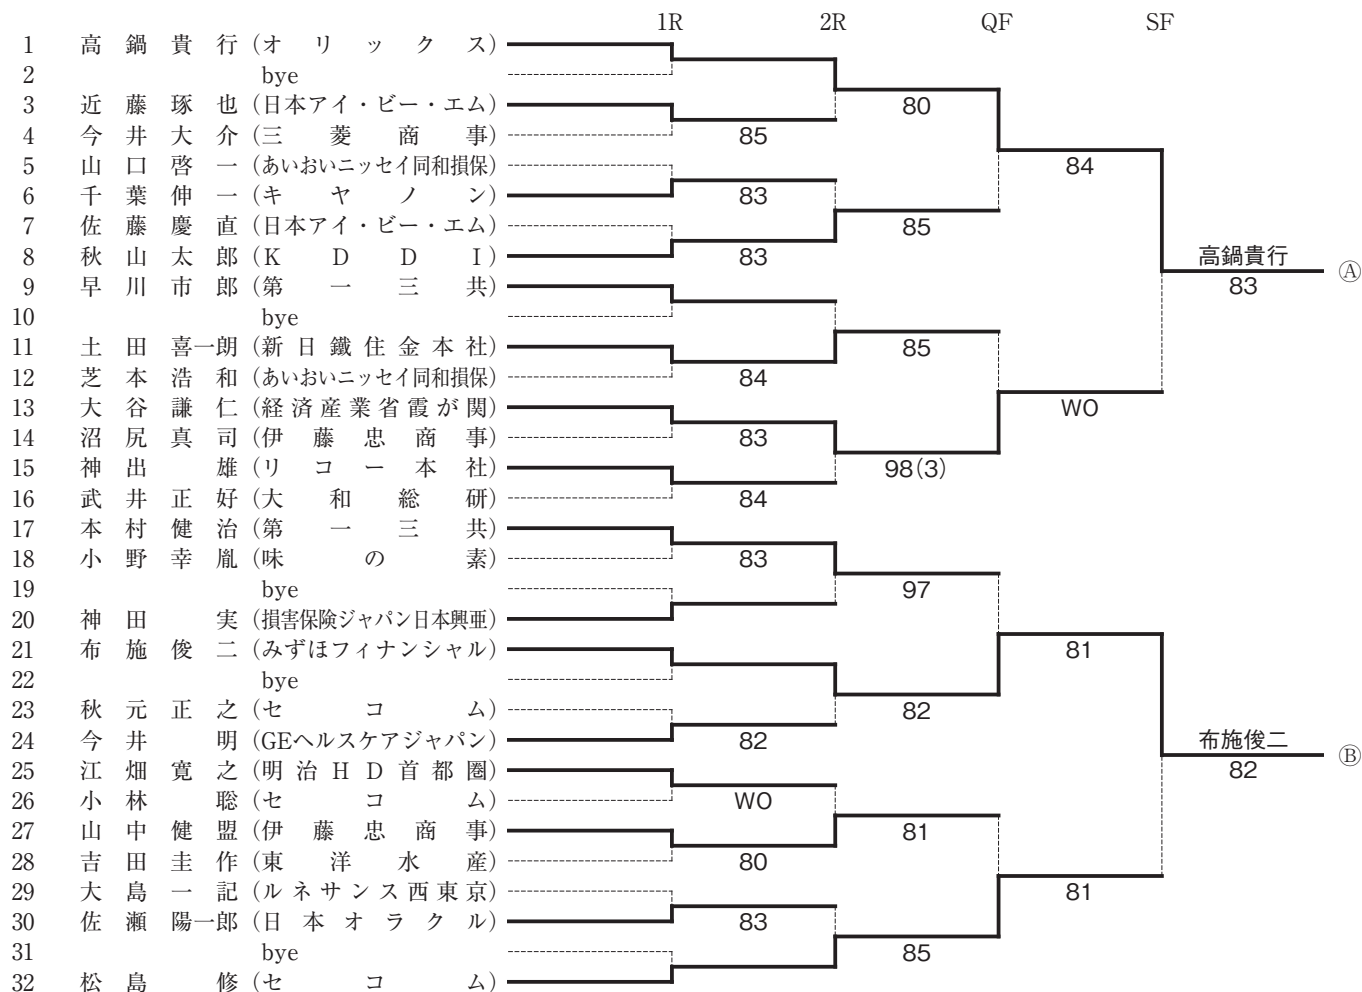 1R 2R QF SF
1 高鍋貴行(オリックス)
2 bye
3 近藤琢也(日本アイ・ビー・エム) 80
4 今井大介(三菱商事) 85
5 山口啓一(あいおいニッセイ同和損保) 84
6 千葉伸一(キヤノン) 83
7 佐藤慶直(日本アイ・ビー・エム) 85
8 秋山太郎(KDDI) 83 高鍋貴行 Ⓐ
9 早川市郎(第一三共) 83
10 bye
11 土田喜一朗(新日鐵住金本社) 85
12 芝本浩和(あいおいニッセイ同和損保) 84
13 大谷謙仁(経済産業省霞が関) WO
14 沼尻真司(伊藤忠商事) 83
15 神出雄(リコー本社) 98(3)
16 武井正好(大和総研) 84
17 本村健治(第一三共)
18 小野幸胤(味の素) 83
19 bye 97
20 神田実(損害保険ジャパン日本興亜)
21 布施俊二(みずほフィナンシャル) 81
22 bye
23 秋元正之(セコム) 82
24 今井明(GEヘルスケアジャパン) 82 布施俊二 Ⓑ
25 江畑寛之(明治HD首都圏) 82
26 小林聡(セコム) WO
27 山中健盟(伊藤忠商事) 81
28 吉田圭作(東洋水産) 80
29 大島一記(ルネサンス西東京) 81
30 佐瀬陽一郎(日本オラクル) 83
31 bye 85
32 松島修(セコム)